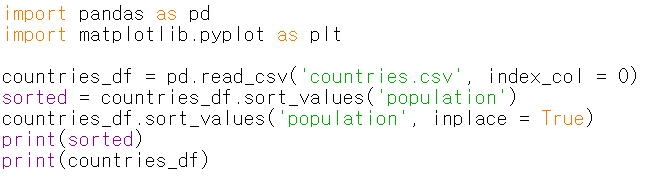 import pandas as pd
import matplotlib.pyplot as plt

countries_df = pd.read_csv('countries.csv', index_col = 0)
sorted = countries_df.sort_values('population')
countries_df.sort_values('population', inplace = True)
print(sorted)
print(countries_df)